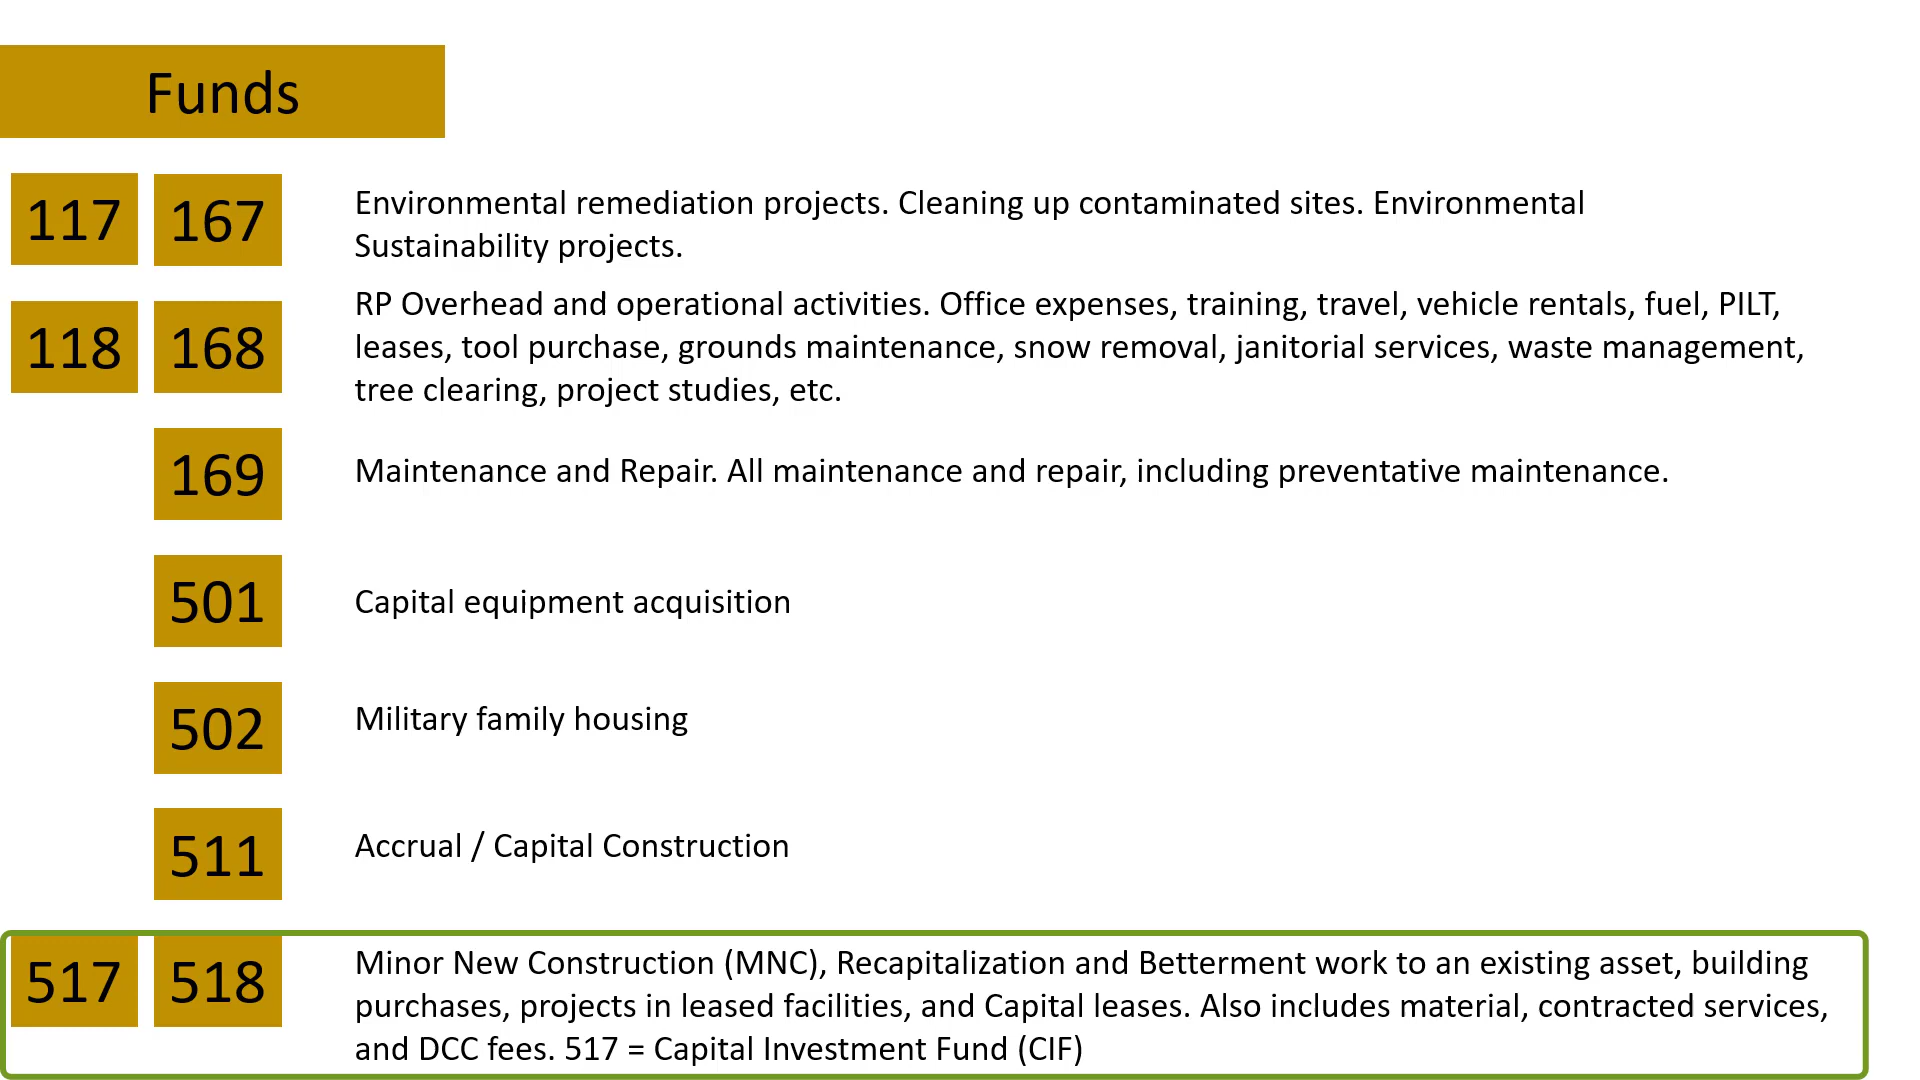 Funds
117 167
Environmental remediation projects. Cleaning up contaminated sites. Environmental
Sustainability projects.
118 168
RP Overhead and operational activities. Office expenses, training, travel, vehicle rentals, fuel, PILT,
leases, tool purchase, grounds maintenance, snow removal, janitorial services, waste management,
tree clearing, project studies, etc.
169
Maintenance and Repair. All maintenance and repair, including preventative maintenance.
501
Capital equipment acquisition
502
Military family housing
511
Accrual / Capital Construction
517 518
Minor New Construction (MNC), Recapitalization and Betterment work to an existing asset, building
purchases, projects in leased facilities, and Capital leases. Also includes material, contracted services,
and DCC fees. 517 = Capital Investment Fund (CIF)